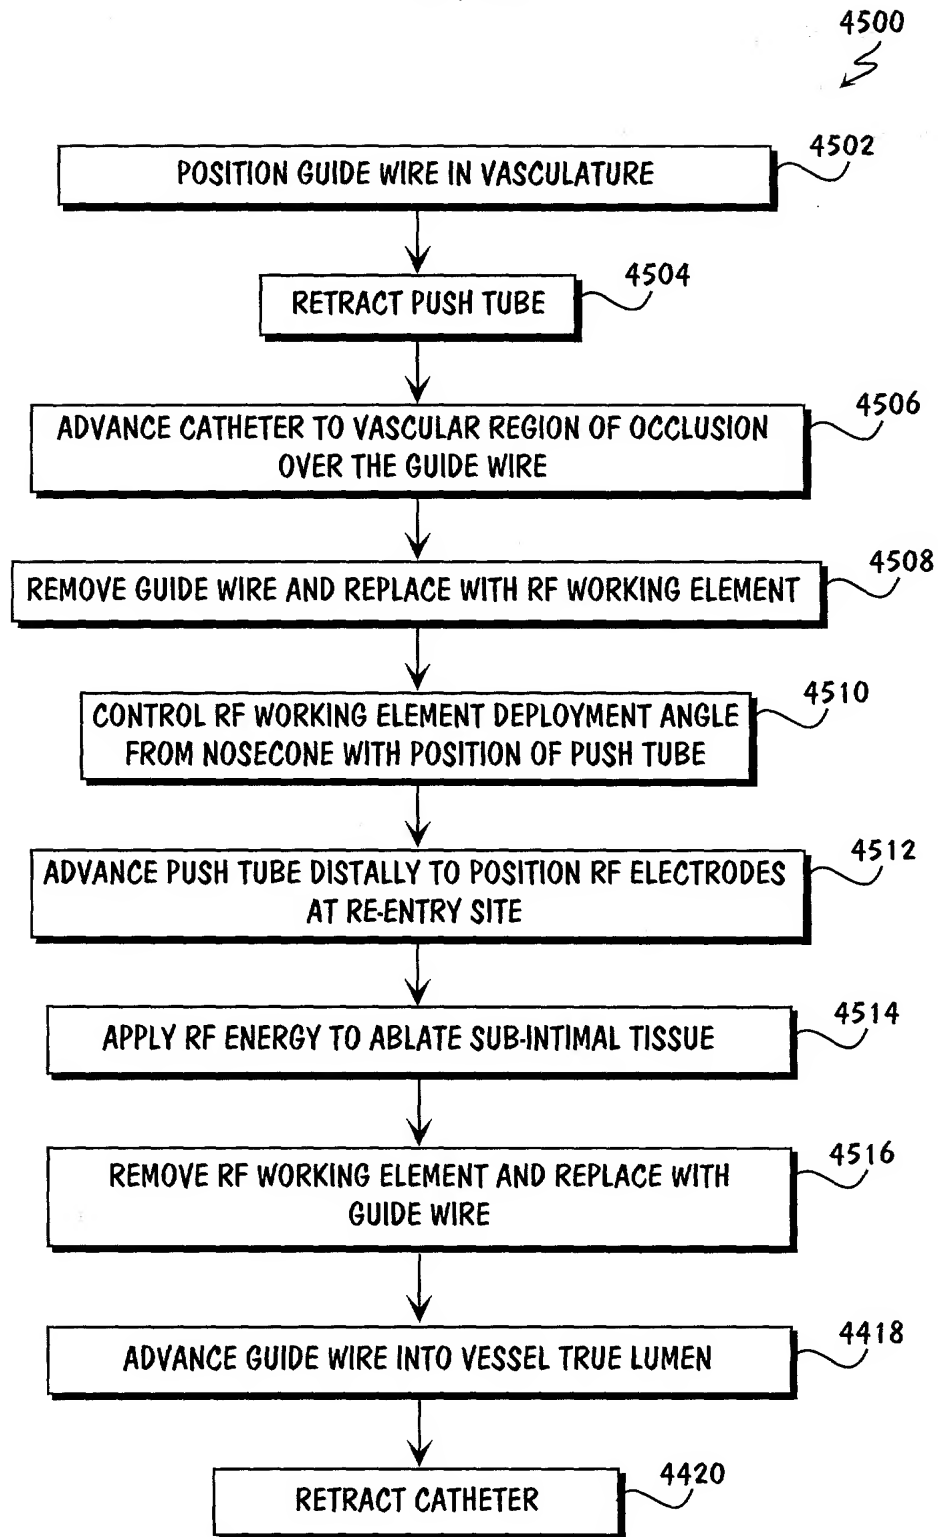 4500
4502
POSITION GUIDE WIRE IN VASCULATURE
4504
RETRACT PUSH TUBE
4506
ADVANCE CATHETER TO VASCULAR REGION OF OCCLUSION
OVER THE GUIDE WIRE
4508
REMOVE GUIDE WIRE AND REPLACE WITH RF WORKING ELEMENT
4510
CONTROL RF WORKING ELEMENT DEPLOYMENT ANGLE
FROM NOSECONE WITH POSITION OF PUSH TUBE
4512
ADVANCE PUSH TUBE DISTALLY TO POSITION RF ELECTRODES
AT RE-ENTRY SITE
4514
APPLY RF ENERGY TO ABLATE SUB-INTIMAL TISSUE
4516
REMOVE RF WORKING ELEMENT AND REPLACE WITH
GUIDE WIRE
4418
ADVANCE GUIDE WIRE INTO VESSEL TRUE LUMEN
4420
RETRACT CATHETER